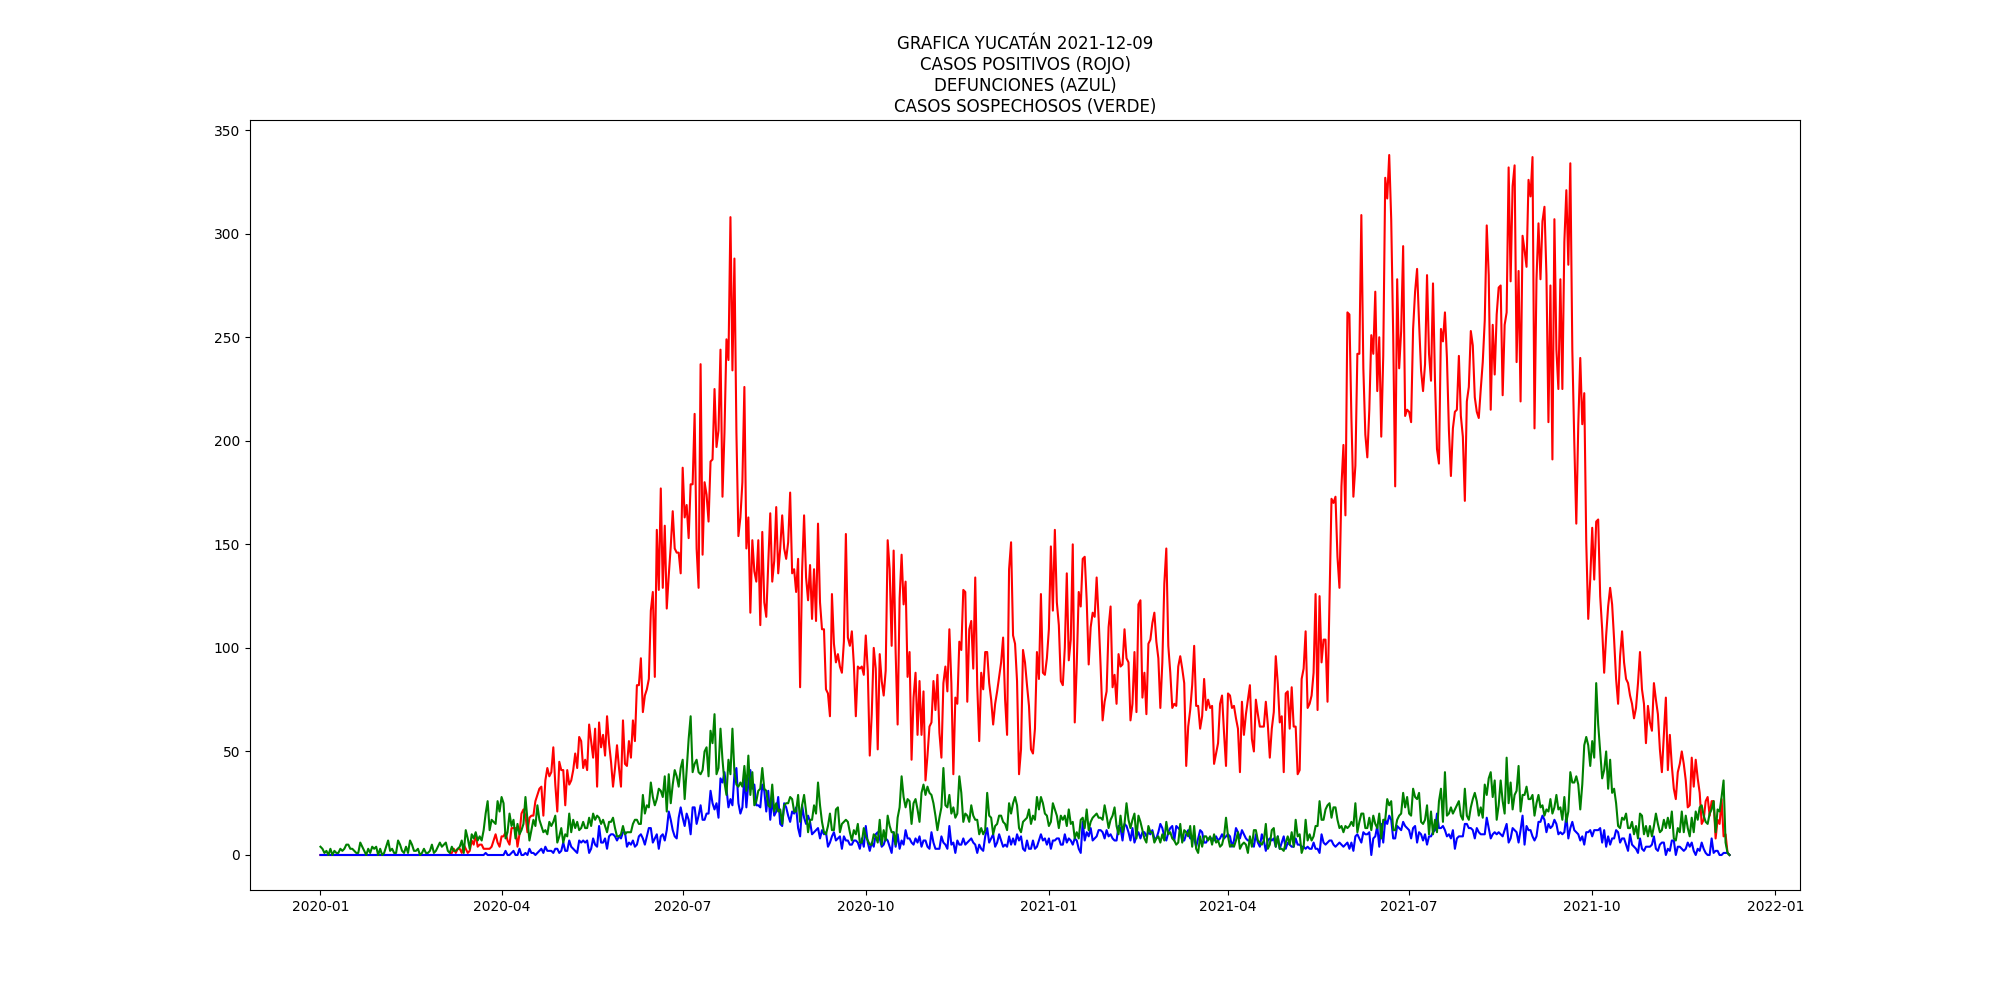 GRAFICA YUCATÁN 2021-12-09
CASOS POSITIVOS (ROJO)
DEFUNCIONES (AZUL)
CASOS SOSPECHOSOS (VERDE)
350
300
250
200
150
100
50
0
2020-01 2020-04 2020-07 2020-10 2021-01 2021-04 2021-07 2021-10 2022-01